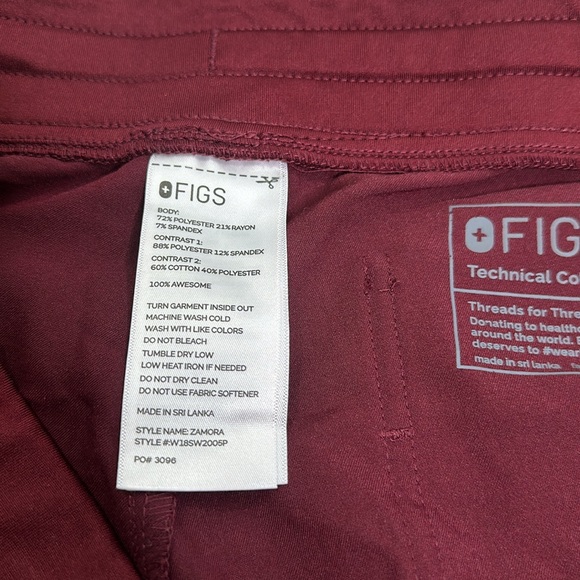 FIGS
BODY:
72% POLYESTER 21% RAYON
7% SPANDEX
CONTRAST 1:
88% POLYESTER 12% SPANDEX
CONTRAST 2:
60% COTTON 40% POLYESTER
100% AWESOME
TURN GARMENT INSIDE OUT
MACHINE WASH COLD
WASH WITH LIKE COLORS
DO NOT BLEACH
TUMBLE DRY LOW
LOW HEAT IRON IF NEEDED
DO NOT DRY CLEAN
DO NOT USE FABRIC SOFTENER
MADE IN SRI LANKA
STYLE NAME: ZAMORA
STYLE #:W18SW2005P
PO# 3096
FIG
Technical Co
Threads for Thre
Donating to healthc
around the world.
deserves to #wear
made in sri lanka.